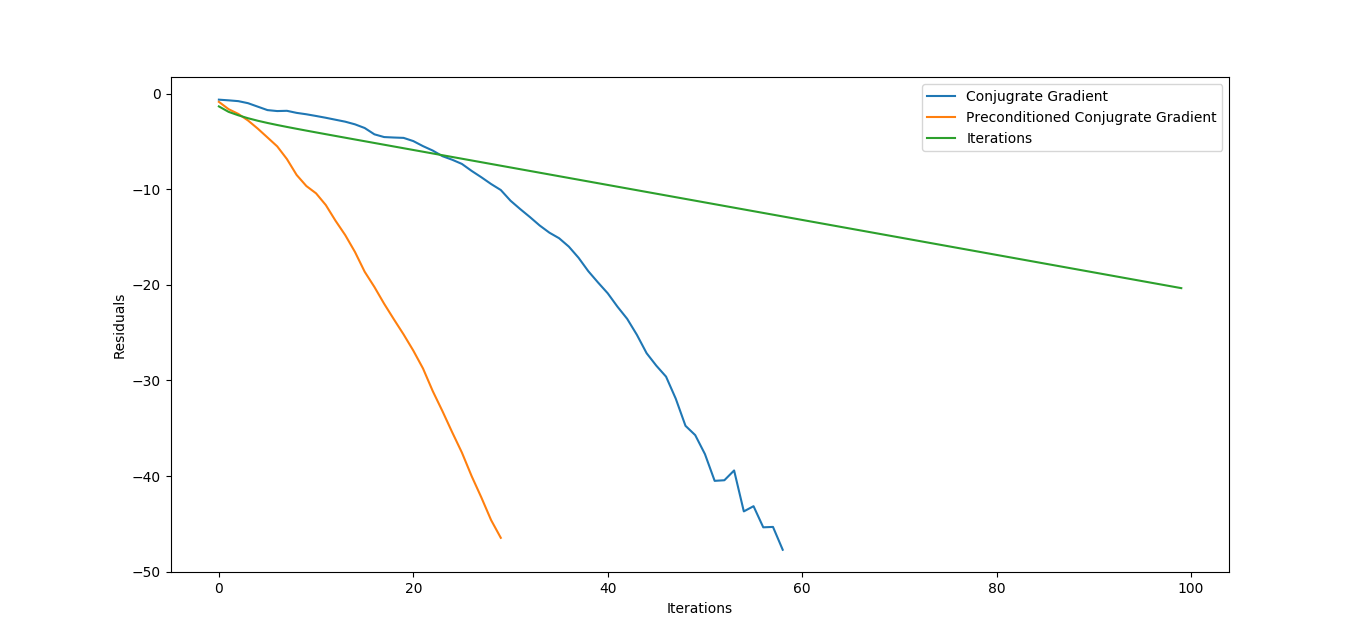 Conjugrate Gradient
Preconditioned Conjugrate Gradient
Iterations
0
−10
−20
−30
−40
−50
Residuals
0 20 40 60 80 100
Iterations